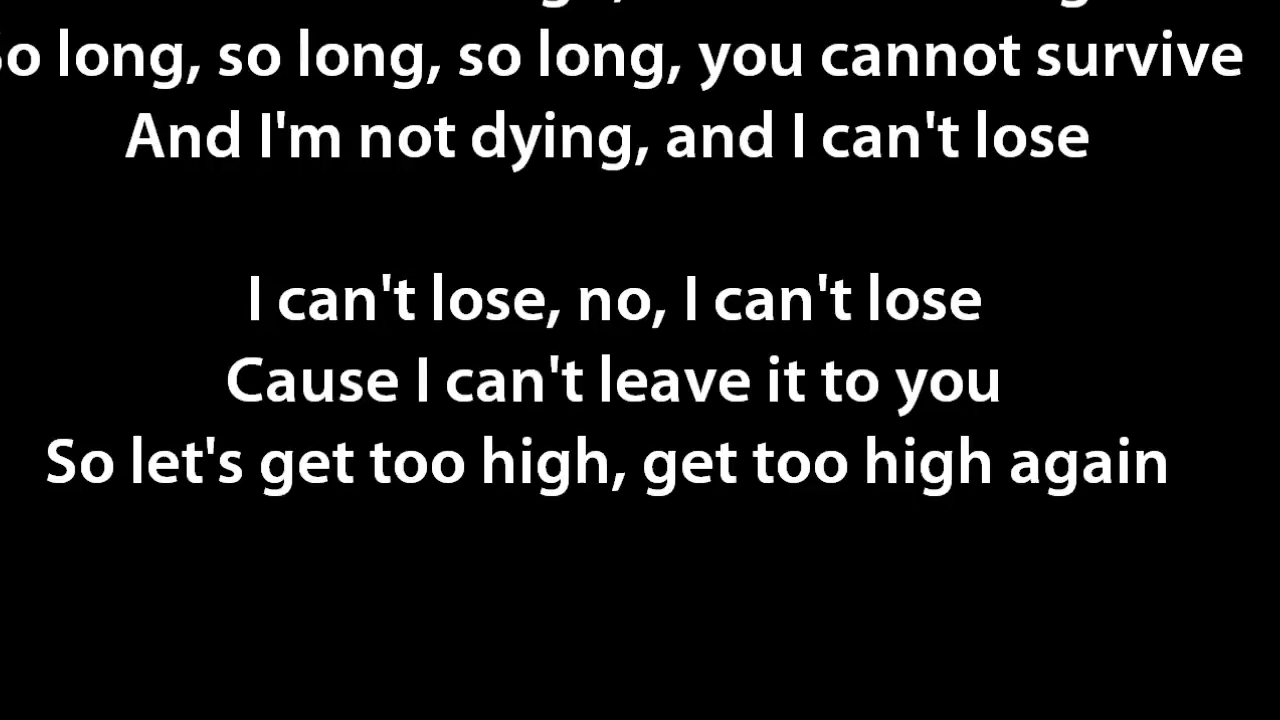 So long, so long, so long, you cannot survive
And I'm not dying, and I can't lose
I can't lose, no, I can't lose
Cause I can't leave it to you
So let's get too high, get too high again